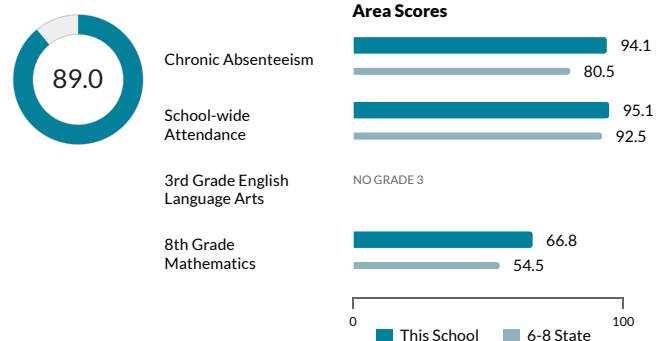 Area Scores
89.0
Chronic Absenteeism
94.1
80.5
School-wide
Attendance
95.1
92.5
3rd Grade English
Language Arts
NO GRADE 3
8th Grade
Mathematics
66.8
54.5
0
100
This School
6-8 State